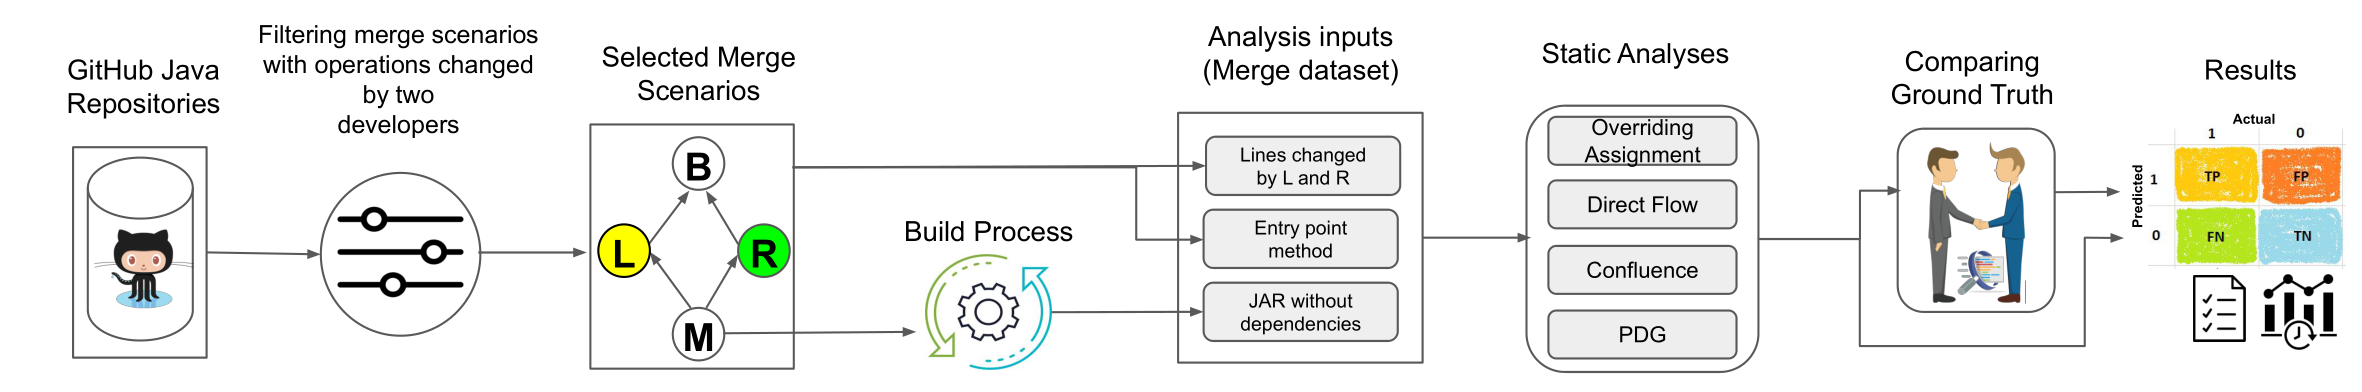 GitHub Java
Repositories
Filtering merge scenarios
with operations changed
by two
developers
Selected Merge
Scenarios
B
L
R
M
Build Process
Analysis inputs
(Merge dataset)
Lines changed
by L and R
Entry point
method
JAR without
dependencies
Static Analyses
Overriding
Assignment
Direct Flow
Confluence
PDG
Comparing
Ground Truth
Results
Actual
1 0
Predicted
1 TP FP
0 FN TN